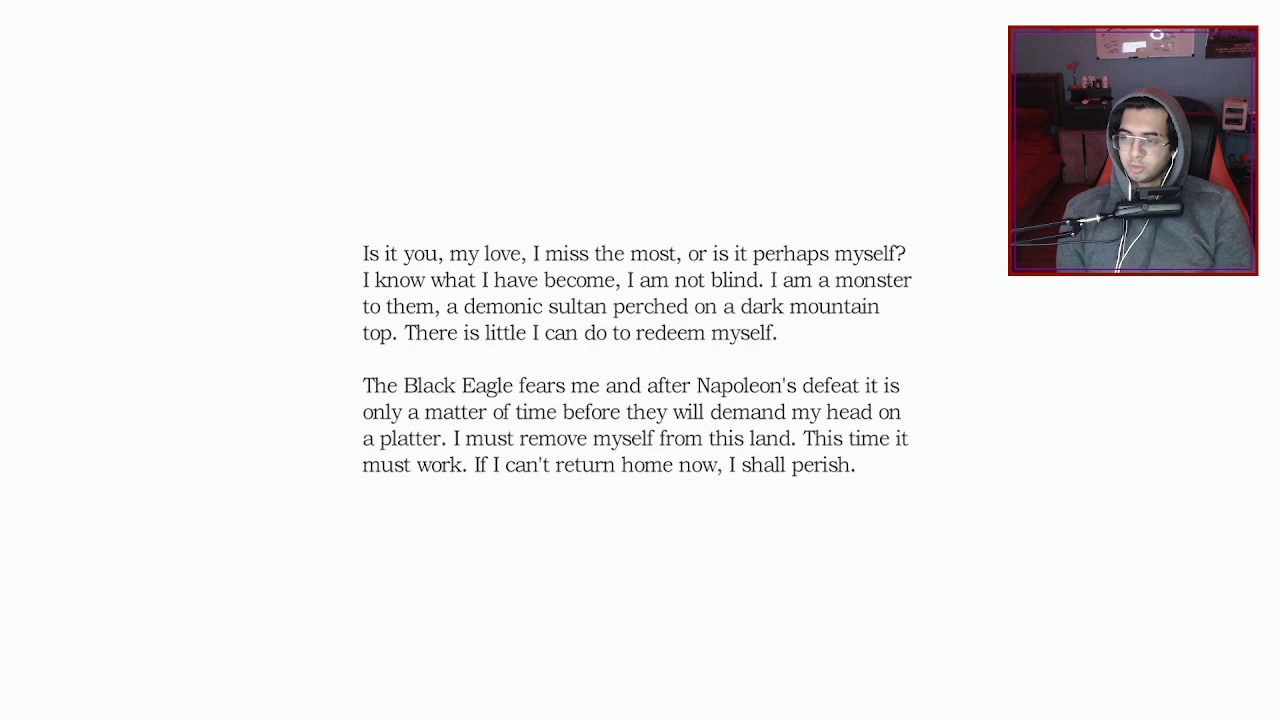 Is it you, my love, I miss the most, or is it perhaps myself?
I know what I have become, I am not blind. I am a monster
to them, a demonic sultan perched on a dark mountain
top. There is little I can do to redeem myself.
The Black Eagle fears me and after Napoleon's defeat it is
only a matter of time before they will demand my head on
a platter. I must remove myself from this land. This time it
must work. If I can't return home now, I shall perish.